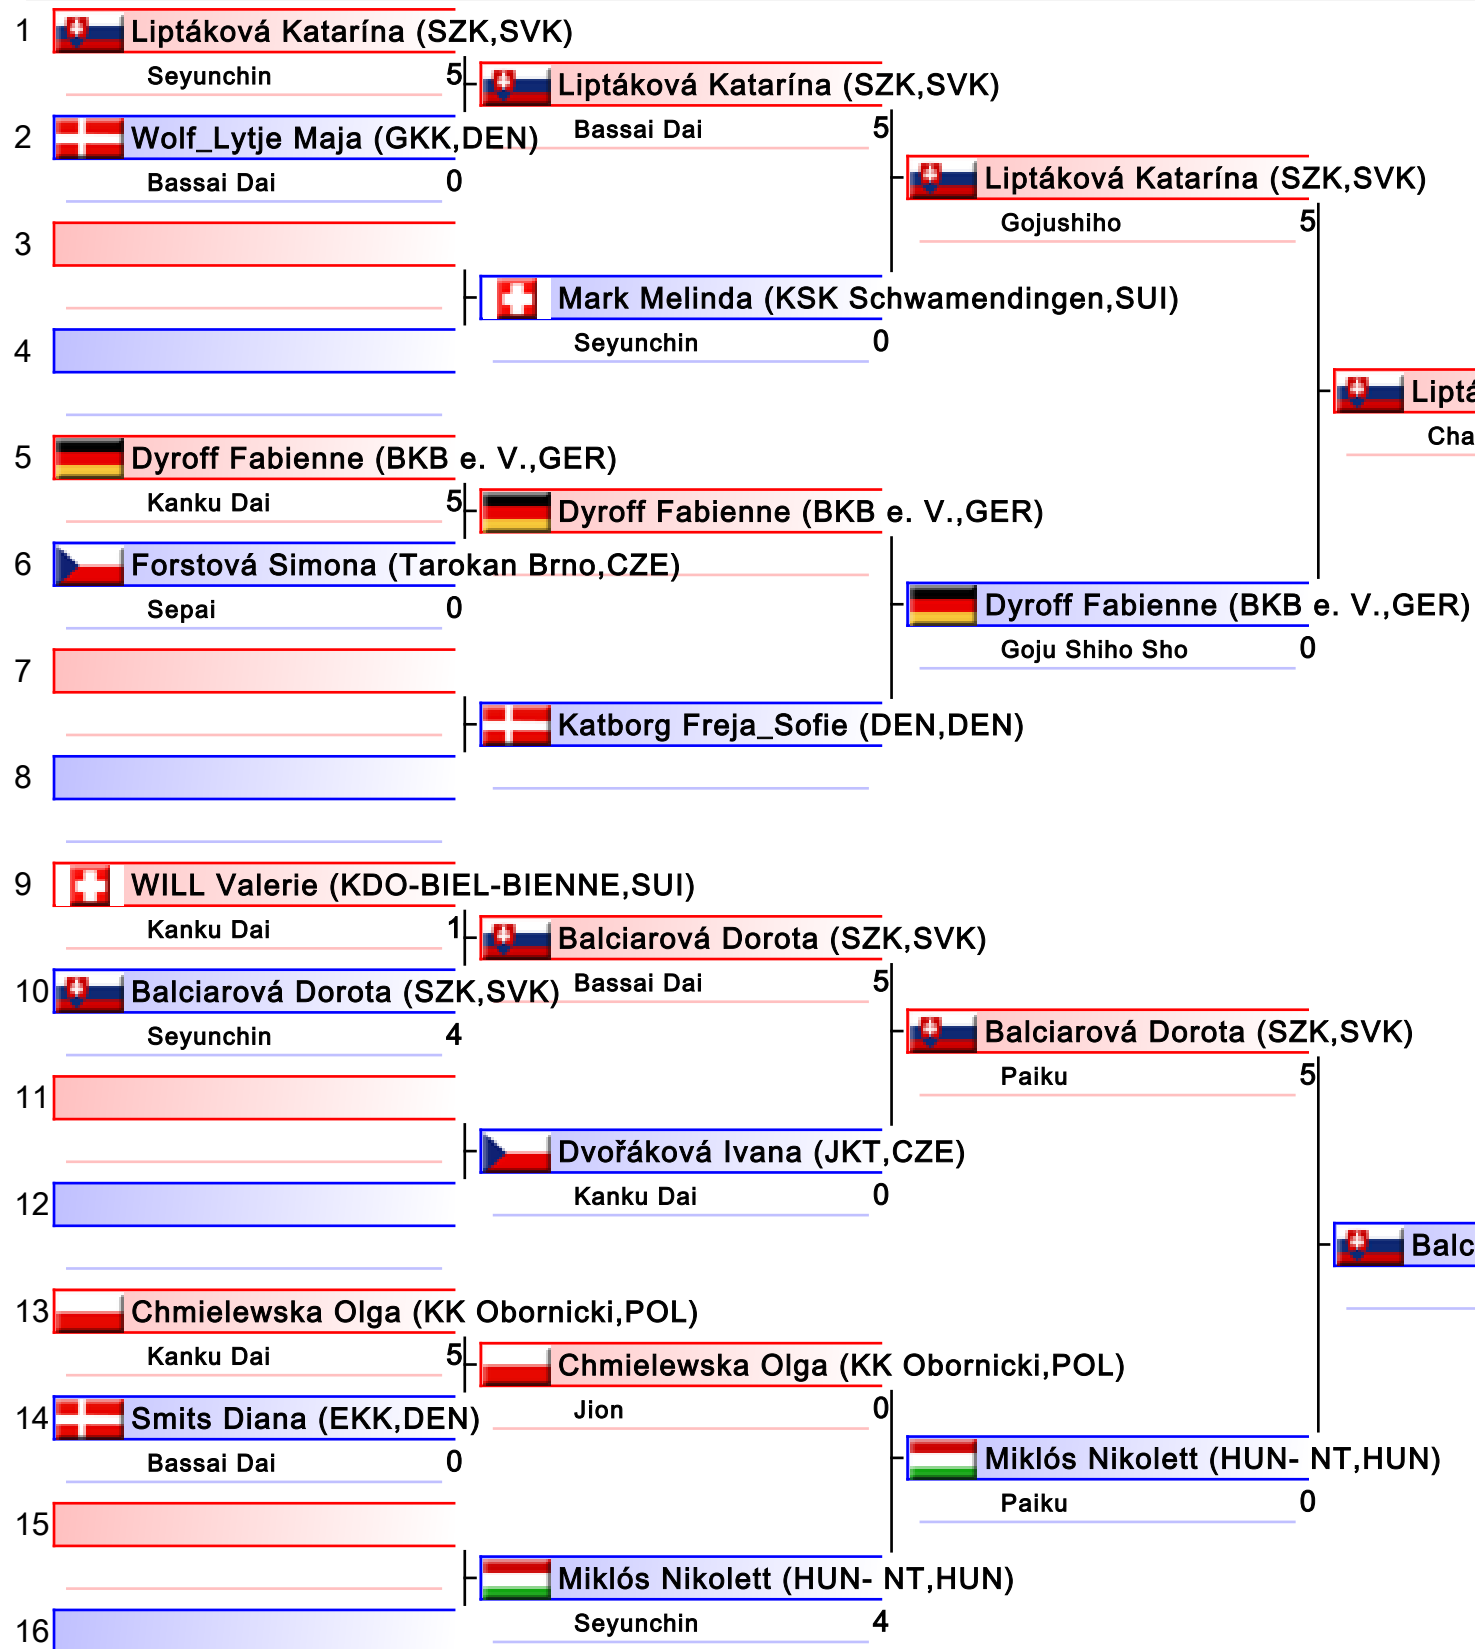 1 Liptáková Katarína (SZK,SVK)
Seyunchin 5
2 Wolf_Lytje Maja (GKK,DEN)
Bassai Dai 0
3
4
5 Dyroff Fabienne (BKB e. V.,GER)
Kanku Dai 5
6 Forstová Simona (Tarokan Brno,CZE)
Sepai 0
7
8
9 WILL Valerie (KDO-BIEL-BIENNE,SUI)
Kanku Dai 1
10 Balciarová Dorota (SZK,SVK)
Seyunchin 4
11
12
13 Chmielewska Olga (KK Obornicki,POL)
Kanku Dai 5
14 Smits Diana (EKK,DEN)
Bassai Dai 0
15
16
Liptáková Katarína (SZK,SVK)
Bassai Dai 5
Mark Melinda (KSK Schwamendingen,SUI)
Seyunchin 0
Dyroff Fabienne (BKB e. V.,GER)
Katborg Freja_Sofie (DEN,DEN)
Balciarová Dorota (SZK,SVK)
Bassai Dai 5
Dvořáková Ivana (JKT,CZE)
Kanku Dai 0
Chmielewska Olga (KK Obornicki,POL)
Jion 0
Miklós Nikolett (HUN- NT,HUN)
Seyunchin 4
Liptáková Katarína (SZK,SVK)
Gojushiho 5
Dyroff Fabienne (BKB e. V.,GER)
Goju Shiho Sho 0
Balciarová Dorota (SZK,SVK)
Paiku 5
Miklós Nikolett (HUN- NT,HUN)
Paiku 0
Liptá
Cha
Balc